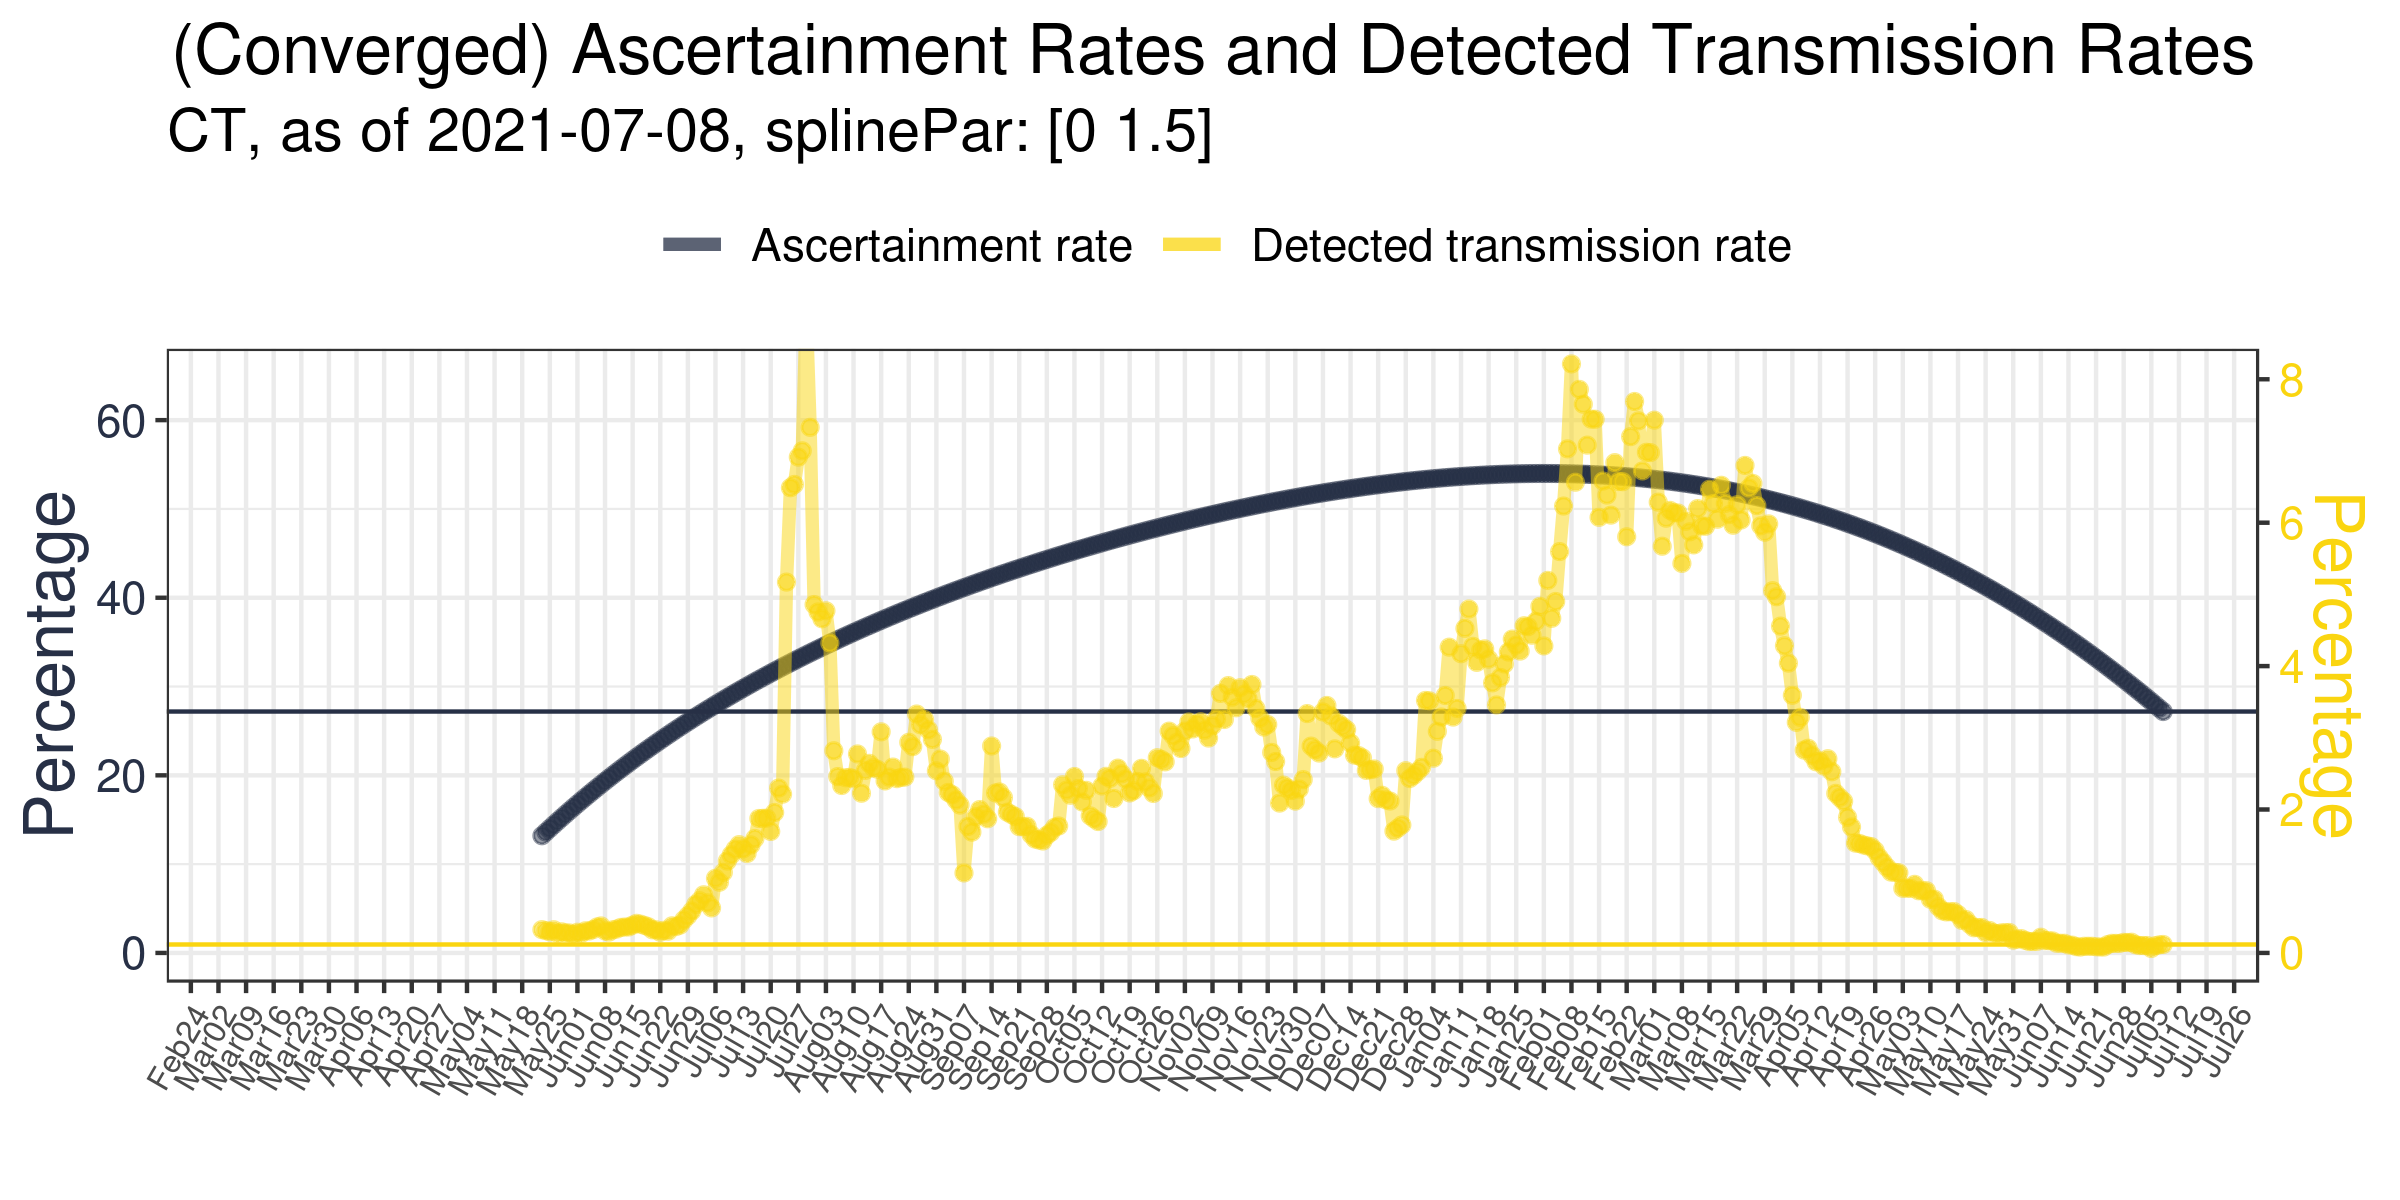 (Converged) Ascertainment Rates and Detected Transmission Rates
CT, as of 2021-07-08, splinePar: [0 1.5]
Ascertainment rate
Detected transmission rate
Percentage
60
40
20
0
8
6
4
2
0
Percentage
Feb24
Mar02
Mar09
Mar16
Mar23
Mar30
Apr06
Apr13
Apr20
Apr27
May04
May11
May18
May25
Jun01
Jun08
Jun15
Jun22
Jun29
Jul06
Jul13
Jul20
Jul27
Aug03
Aug10
Aug17
Aug24
Aug31
Sep07
Sep14
Sep21
Sep28
Oct05
Oct12
Oct19
Oct26
Nov02
Nov09
Nov16
Nov23
Nov30
Dec07
Dec14
Dec21
Dec28
Jan04
Jan11
Jan18
Jan25
Feb01
Feb08
Feb15
Feb22
Mar01
Mar08
Mar15
Mar22
Mar29
Apr05
Apr12
Apr19
Apr26
May03
May10
May17
May24
May31
Jun07
Jun14
Jun21
Jun28
Jul05
Jul12
Jul19
Jul26